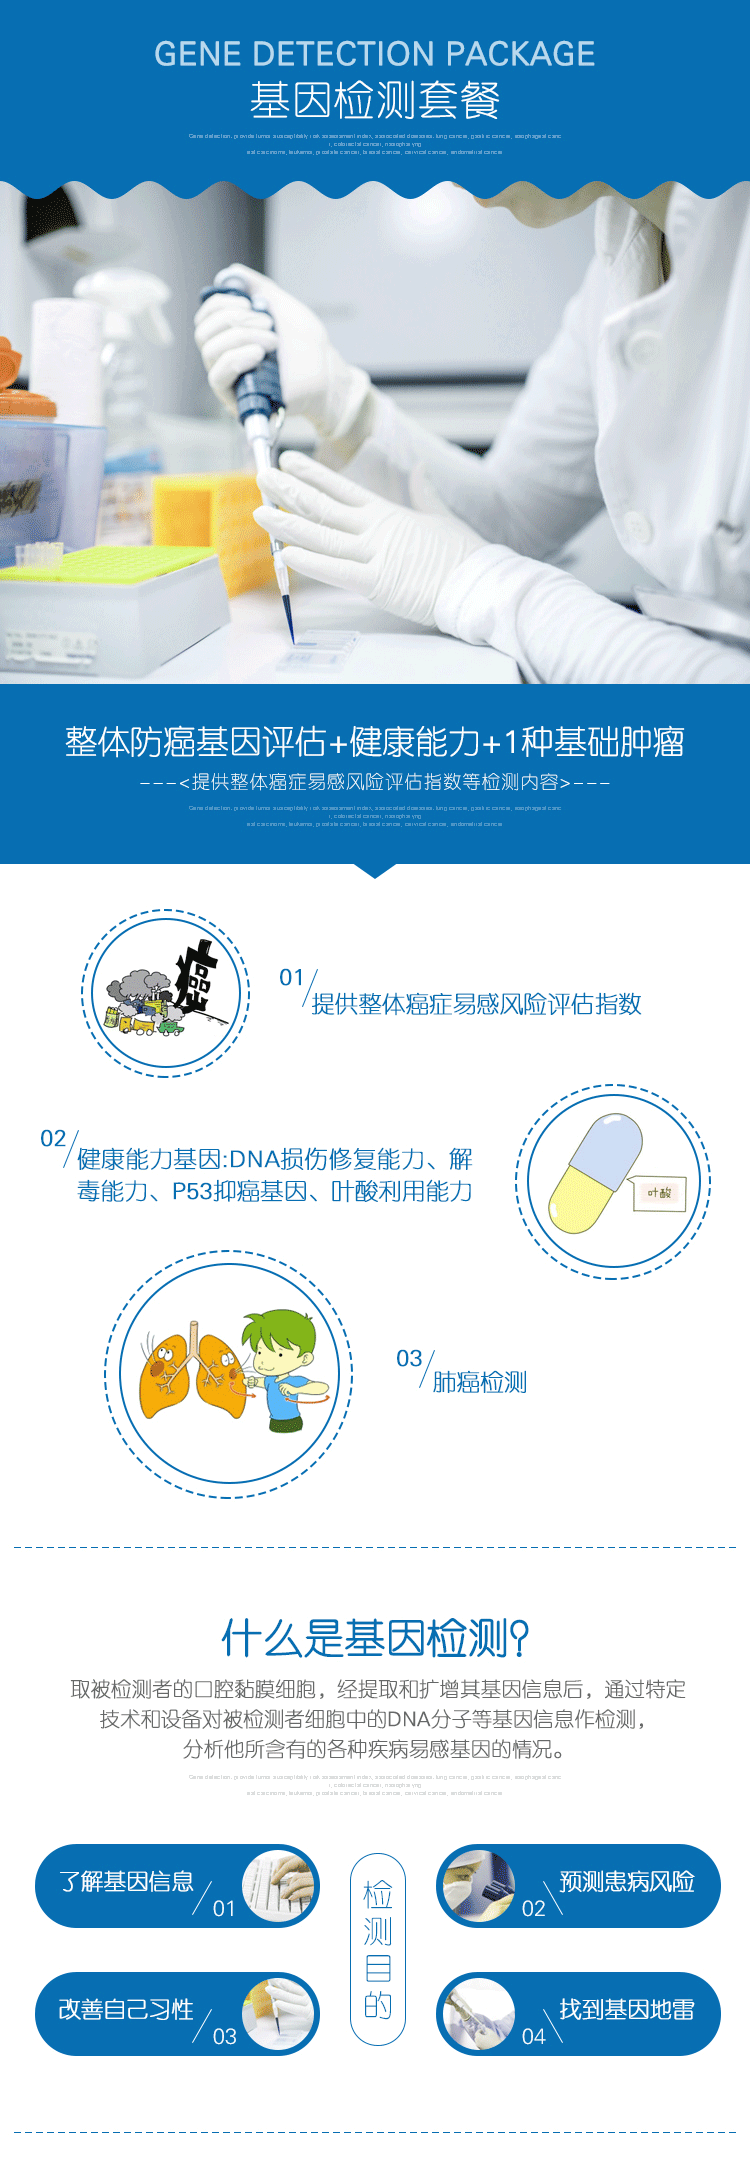 GENE DETECTION PACKAGE
基因检测套餐
Gene detection, provide tumor susceptibility risk assessment index, associated diseases: lung cancer, gastric cancer, esophageal canc
r, colorectal cancer, nasopharyng
eal carcinoma, leukemia, prostate cancer, breast cancer, cervical cancer, endometrial cancer
整体防癌基因评估+健康能力+1种基础肿瘤
---<提供整体癌症易感风险评估指数等检测内容>---
Gene detection, provide tumor susceptibility risk assessment index, associated diseases: lung cancer, gastric cancer, esophageal canc
r, colorectal cancer, nasopharyng
eal carcinoma, leukemia, prostate cancer, breast cancer, cervical cancer, endometrial cancer
癌
01
提供整体癌症易感风险评估指数
02
健康能力基因:DNA损伤修复能力、解
毒能力、P53抑癌基因、叶酸利用能力
叶酸
03
肺癌检测
什么是基因检测?
取被检测者的口腔黏膜细胞，经提取和扩增其基因信息后，通过特定
技术和设备对被检测者细胞中的DNA分子等基因信息作检测，
分析他所含有的各种疾病易感基因的情况。
Gene detection, provide tumor susceptibility risk assessment index, associated diseases: lung cancer, gastric cancer, esophageal canc
r, colorectal cancer, nasopharyng
eal carcinoma, leukemia, prostate cancer, breast cancer, cervical cancer, endometrial cancer
了解基因信息
01
检测目的
预测患病风险
02
改善自己习性
03
找到基因地雷
04